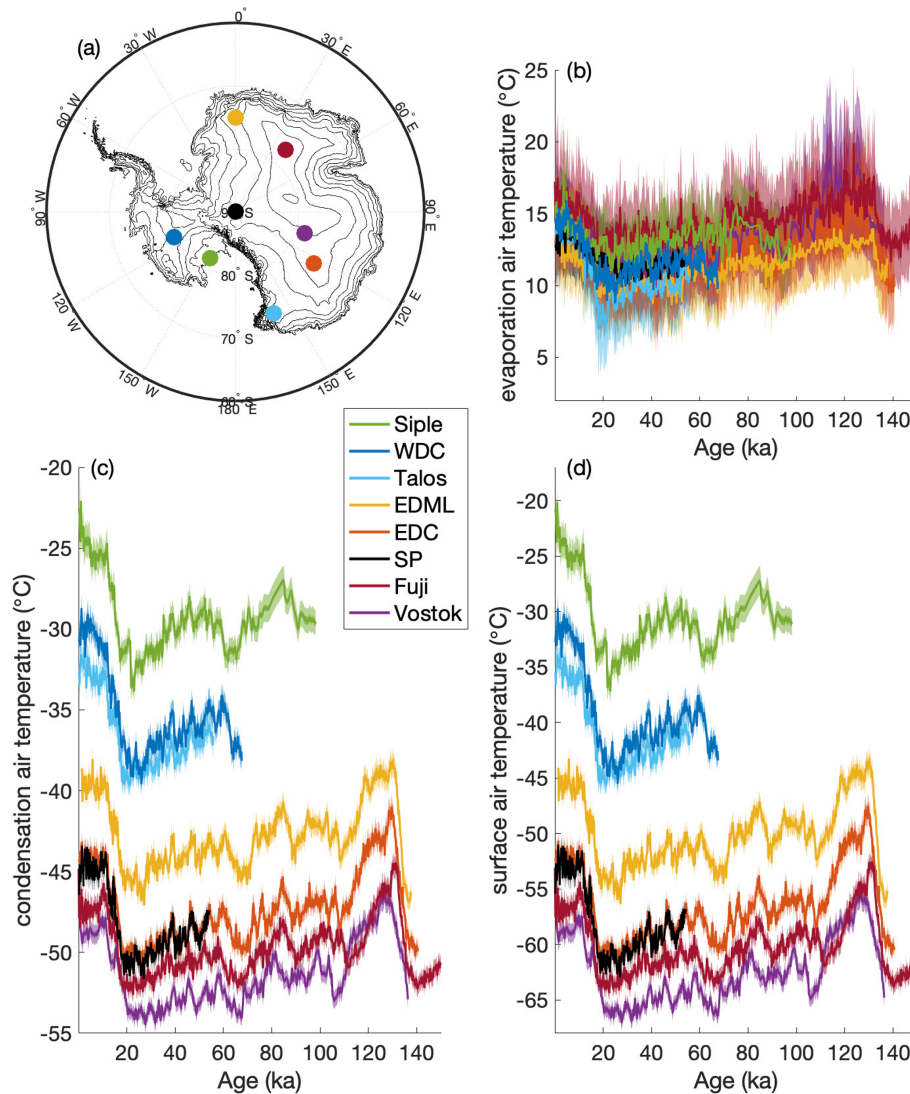 (a)
0°
30° W
30° E
60° W
60° E
90° W
90° E
90° S
80° S
70° S
120° W
120° E
150° W
150° E
180° E
(b)
evaporation air temperature (°C)
25
20
15
10
5
20 40 60 80 100 120 140
Age (ka)
Siple
WDC
Talos
EDML
EDC
SP
Fuji
Vostok
(c)
condensation air temperature (°C)
-20
-25
-30
-35
-40
-45
-50
-55
20 40 60 80 100 120 140
Age (ka)
(d)
surface air temperature (°C)
-20
-25
-30
-35
-40
-45
-50
-55
-60
-65
20 40 60 80 100 120 140
Age (ka)